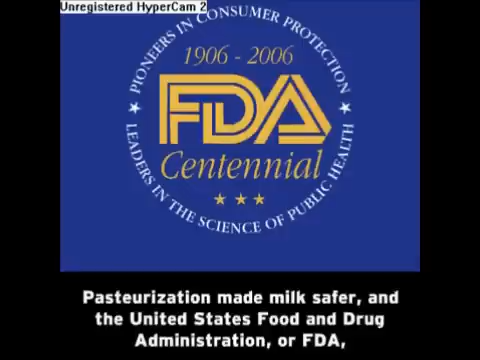 Unregistered HyperCam 2
PIONEERS IN CONSUMER PROTECTION
1906 - 2006
FDA
Centennial
LEADERS IN THE SCIENCE OF PUBLIC HEALTH
Pasteurization made milk safer, and
the United States Food and Drug
Administration, or FDA,